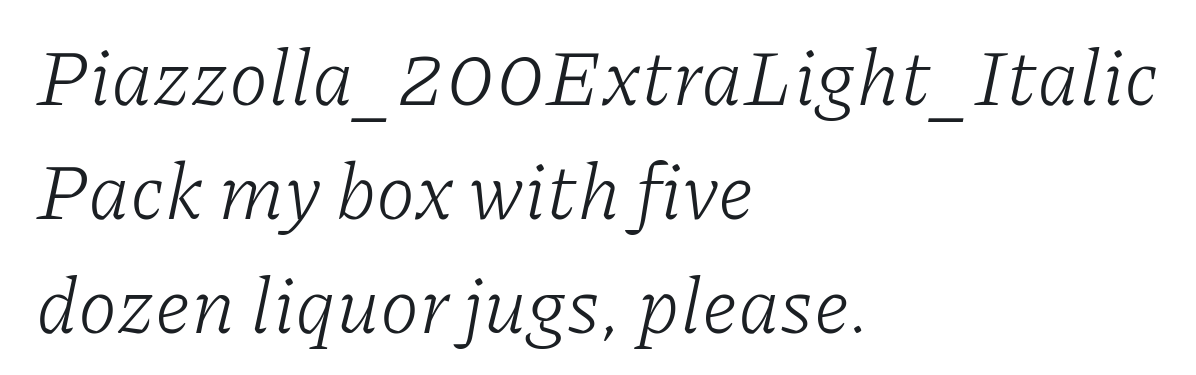 Piazzolla_200ExtraLight_Italic
Pack my box with five
dozen liquor jugs, please.